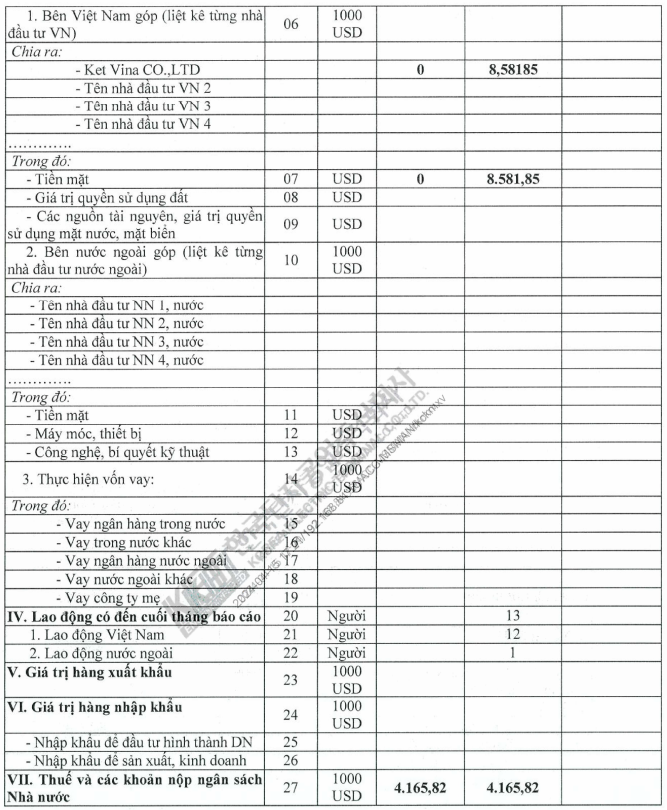 1. Bên Việt Nam góp (liệt kê từng nhà đầu tư VN) 06 1000 USD
Chia ra:
- Ket Vina CO.,LTD 0 8,58185
- Tên nhà đầu tư VN 2
- Tên nhà đầu tư VN 3
- Tên nhà đầu tư VN 4
.............
Trong đó:
- Tiền mặt 07 USD 0 8.581,85
- Giá trị quyền sử dụng đất 08 USD
- Các nguồn tài nguyên, giá trị quyền sử dụng mặt nước, mặt biển 09 USD
2. Bên nước ngoài góp (liệt kê từng nhà đầu tư nước ngoài) 10 1000 USD
Chia ra:
- Tên nhà đầu tư NN 1, nước
- Tên nhà đầu tư NN 2, nước
- Tên nhà đầu tư NN 3, nước
- Tên nhà đầu tư NN 4, nước
.............
Trong đó:
- Tiền mặt 11 USD
- Máy móc, thiết bị 12 USD
- Công nghệ, bí quyết kỹ thuật 13 USD
3. Thực hiện vốn vay: 14 1000 USD
Trong đó:
- Vay ngân hàng trong nước 15
- Vay trong nước khác 16
- Vay ngân hàng nước ngoài 17
- Vay nước ngoài khác 18
- Vay công ty mẹ 19
IV. Lao động có đến cuối tháng báo cáo 20 Người 13
1. Lao động Việt Nam 21 Người 12
2. Lao động nước ngoài 22 Người 1
V. Giá trị hàng xuất khẩu 23 1000 USD
VI. Giá trị hàng nhập khẩu 24 1000 USD
- Nhập khẩu để đầu tư hình thành DN 25
- Nhập khẩu để sản xuất, kinh doanh 26
VII. Thuế và các khoản nộp ngân sách Nhà nước 27 1000 USD 4.165,82 4.165,82